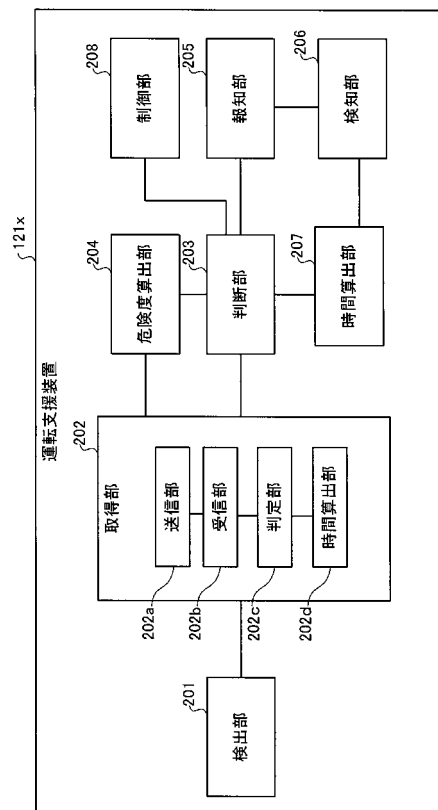 121x
運転支援装置
201
検出部
202
取得部
202a
送信部
202b
受信部
202c
判定部
202d
時間算出部
204
危険度算出部
203
判断部
207
時間算出部
208
制御部
205
報知部
206
検知部